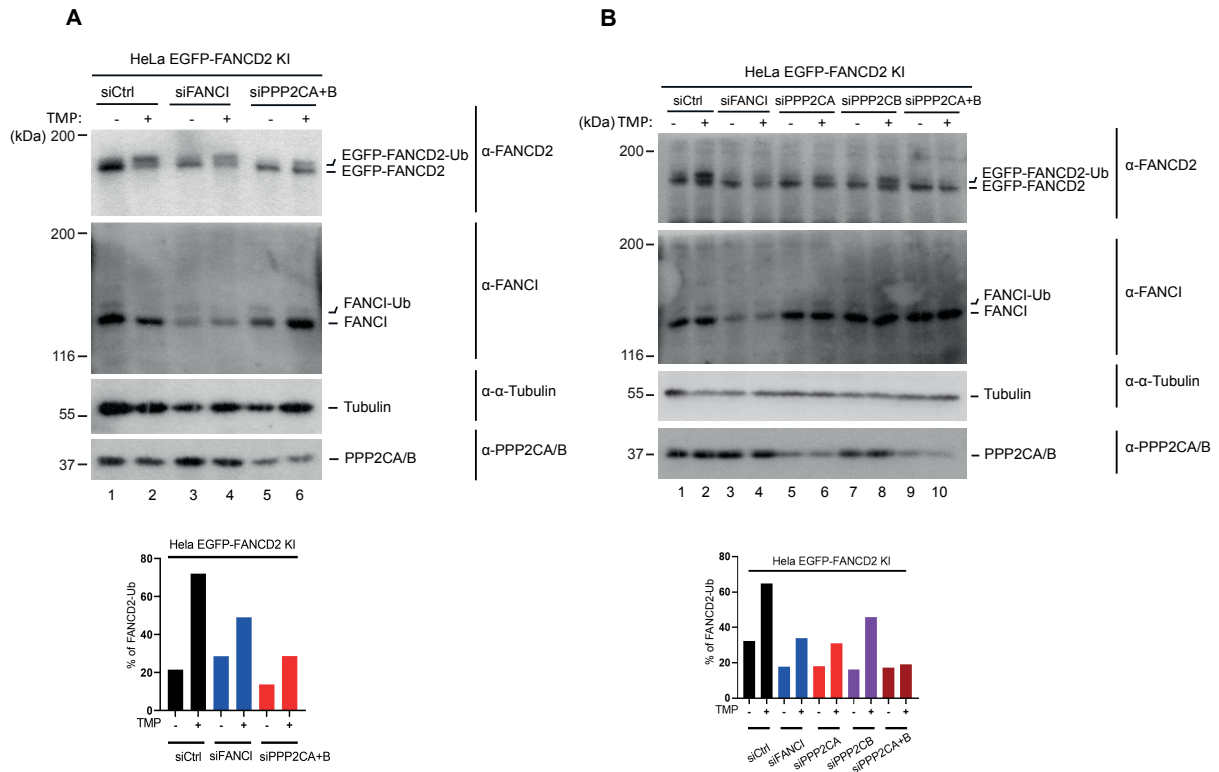 A
HeLa EGFP-FANCD2 KI
siCtrl siFANCI siPPP2CA+B
TMP: - + - + - +
(kDa)
200
EGFP-FANCD2-Ub
EGFP-FANCD2
α-FANCD2
200
FANCI-Ub
FANCI
116
α-FANCI
55
Tubulin
α-α-Tubulin
37
PPP2CA/B
α-PPP2CA/B
1 2 3 4 5 6
Hela EGFP-FANCD2 KI
% of FANCD2-Ub
80
60
40
20
0
TMP - + - + - +
siCtrl siFANCI siPPP2CA+B
B
HeLa EGFP-FANCD2 KI
siCtrl siFANCI siPPP2CA siPPP2CB siPPP2CA+B
(kDa) TMP: - + - + - + - + - +
200
EGFP-FANCD2-Ub
EGFP-FANCD2
α-FANCD2
200
FANCI-Ub
FANCI
116
α-FANCI
55
Tubulin
α-α-Tubulin
37
PPP2CA/B
α-PPP2CA/B
1 2 3 4 5 6 7 8 9 10
Hela EGFP-FANCD2 KI
% of FANCD2-Ub
80
60
40
20
0
TMP - + - + - + - + - +
siCtrl siFANCI siPPP2CA siPPP2CB siPPP2CA+B